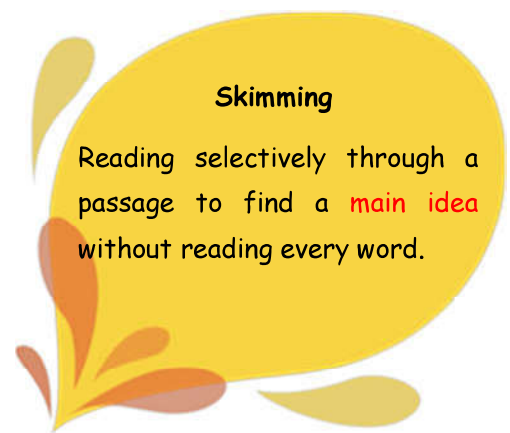 Skimming
Reading selectively through a
passage to find a main idea
without reading every word.